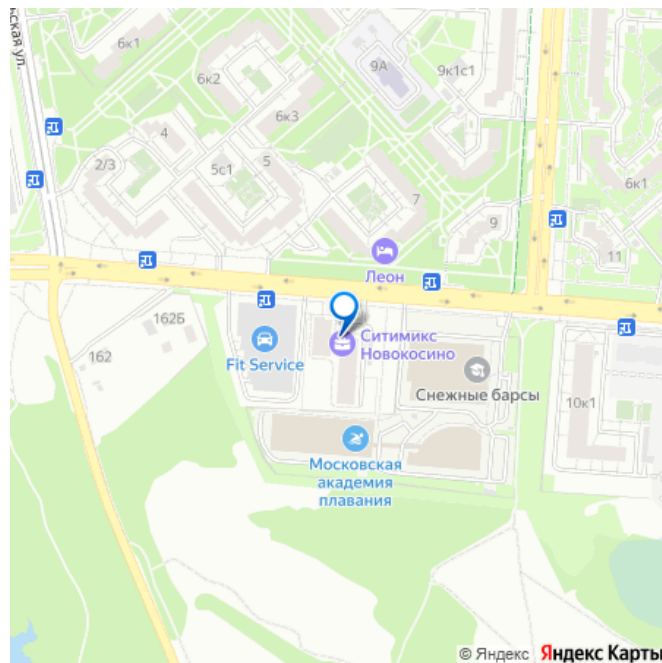 ьская ул.
6к1
6к2
9А
9к1с1
6к3
4
2/3
5с1
5
7
6к1
9
11
Леон
162Б
162
Fit Service
Ситимикс
Новокосино
Снежные барсы
10к1
Московская
академия
плавания
© Яндекс Яндекс Карты